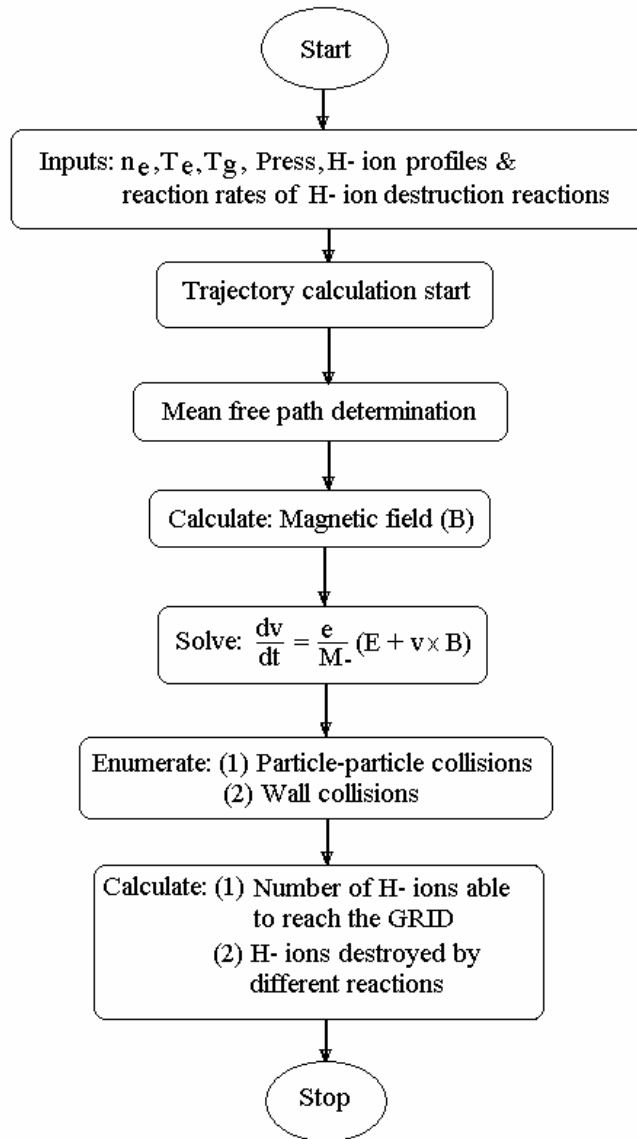 Start
Inputs: ne, Te, Tg, Press, H- ion profiles &
reaction rates of H- ion destruction reactions
Trajectory calculation start
Mean free path determination
Calculate: Magnetic field (B)
Solve: dv/dt = e/M- (E + v × B)
Enumerate: (1) Particle-particle collisions
(2) Wall collisions
Calculate: (1) Number of H- ions able
to reach the GRID
(2) H- ions destroyed by
different reactions
Stop